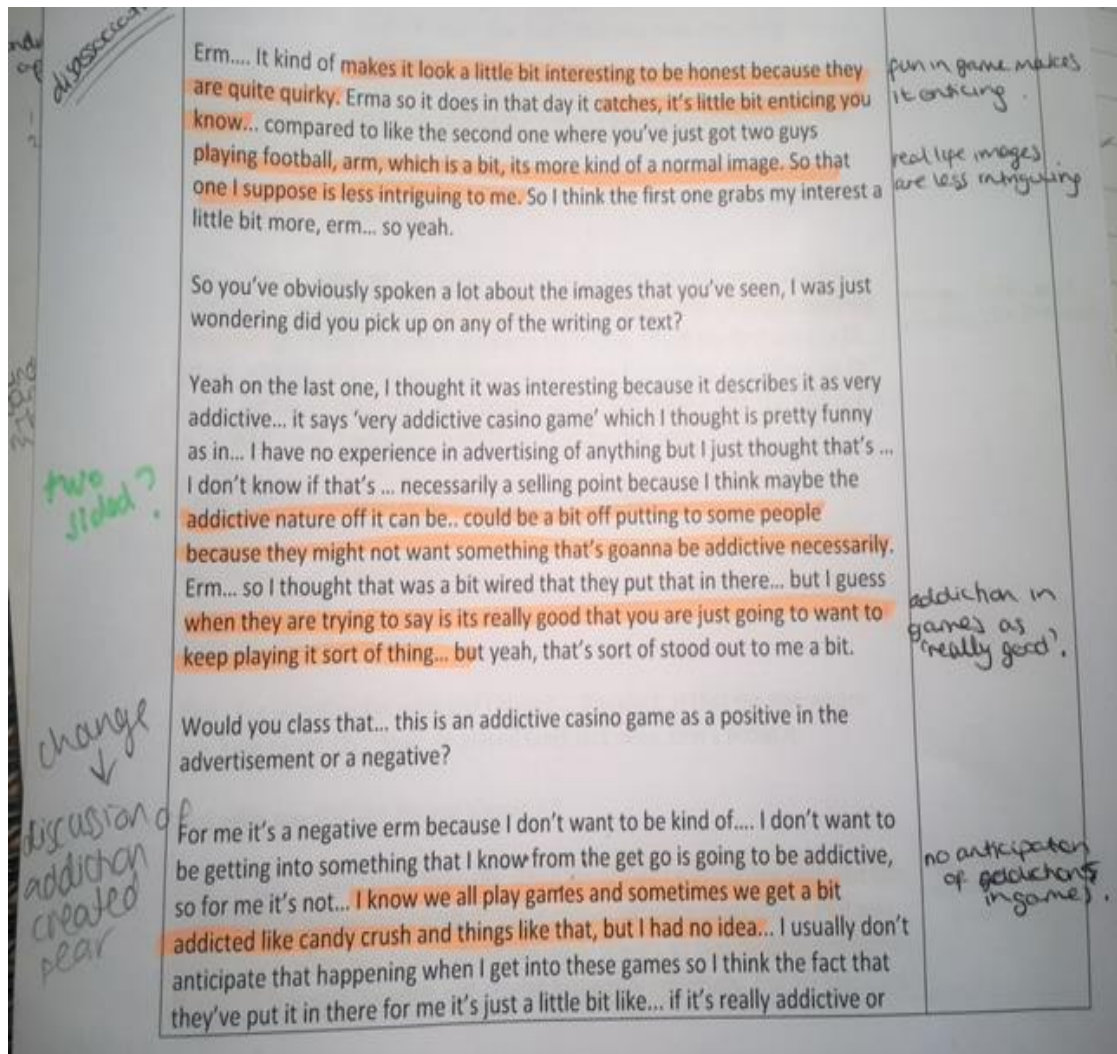 disassociat
Erm.... It kind of makes it look a little bit interesting to be honest because they
are quite quirky. Erma so it does in that day it catches, it's little bit enticing you
know... compared to like the second one where you've just got two guys
playing football, arm, which is a bit, its more kind of a normal image. So that
one I suppose is less intriguing to me. So I think the first one grabs my interest a
little bit more, erm... so yeah.
fun in game makes
it enticing.
real life images
are less intriguing
So you've obviously spoken a lot about the images that you've seen, I was just
wondering did you pick up on any of the writing or text?
Yeah on the last one, I thought it was interesting because it describes it as very
addictive... it says 'very addictive casino game' which I thought is pretty funny
as in... I have no experience in advertising of anything but I just thought that's ...
I don't know if that's ... necessarily a selling point because I think maybe the
addictive nature off it can be.. could be a bit off putting to some people
because they might not want something that's goanna be addictive necessarily.
Erm... so I thought that was a bit wired that they put that in there... but I guess
when they are trying to say is its really good that you are just going to want to
keep playing it sort of thing... but yeah, that's sort of stood out to me a bit.
two
sided?
addiction in
games as
'really good'.
Would you class that... this is an addictive casino game as a positive in the
advertisement or a negative?
For me it's a negative erm because I don't want to be kind of.... I don't want to
be getting into something that I know from the get go is going to be addictive,
so for me it's not... I know we all play games and sometimes we get a bit
addicted like candy crush and things like that, but I had no idea... I usually don't
anticipate that happening when I get into these games so I think the fact that
they've put it in there for me it's just a little bit like... if it's really addictive or
change
discussion of
addiction
created
fear
no anticipation
of addictions
in games.